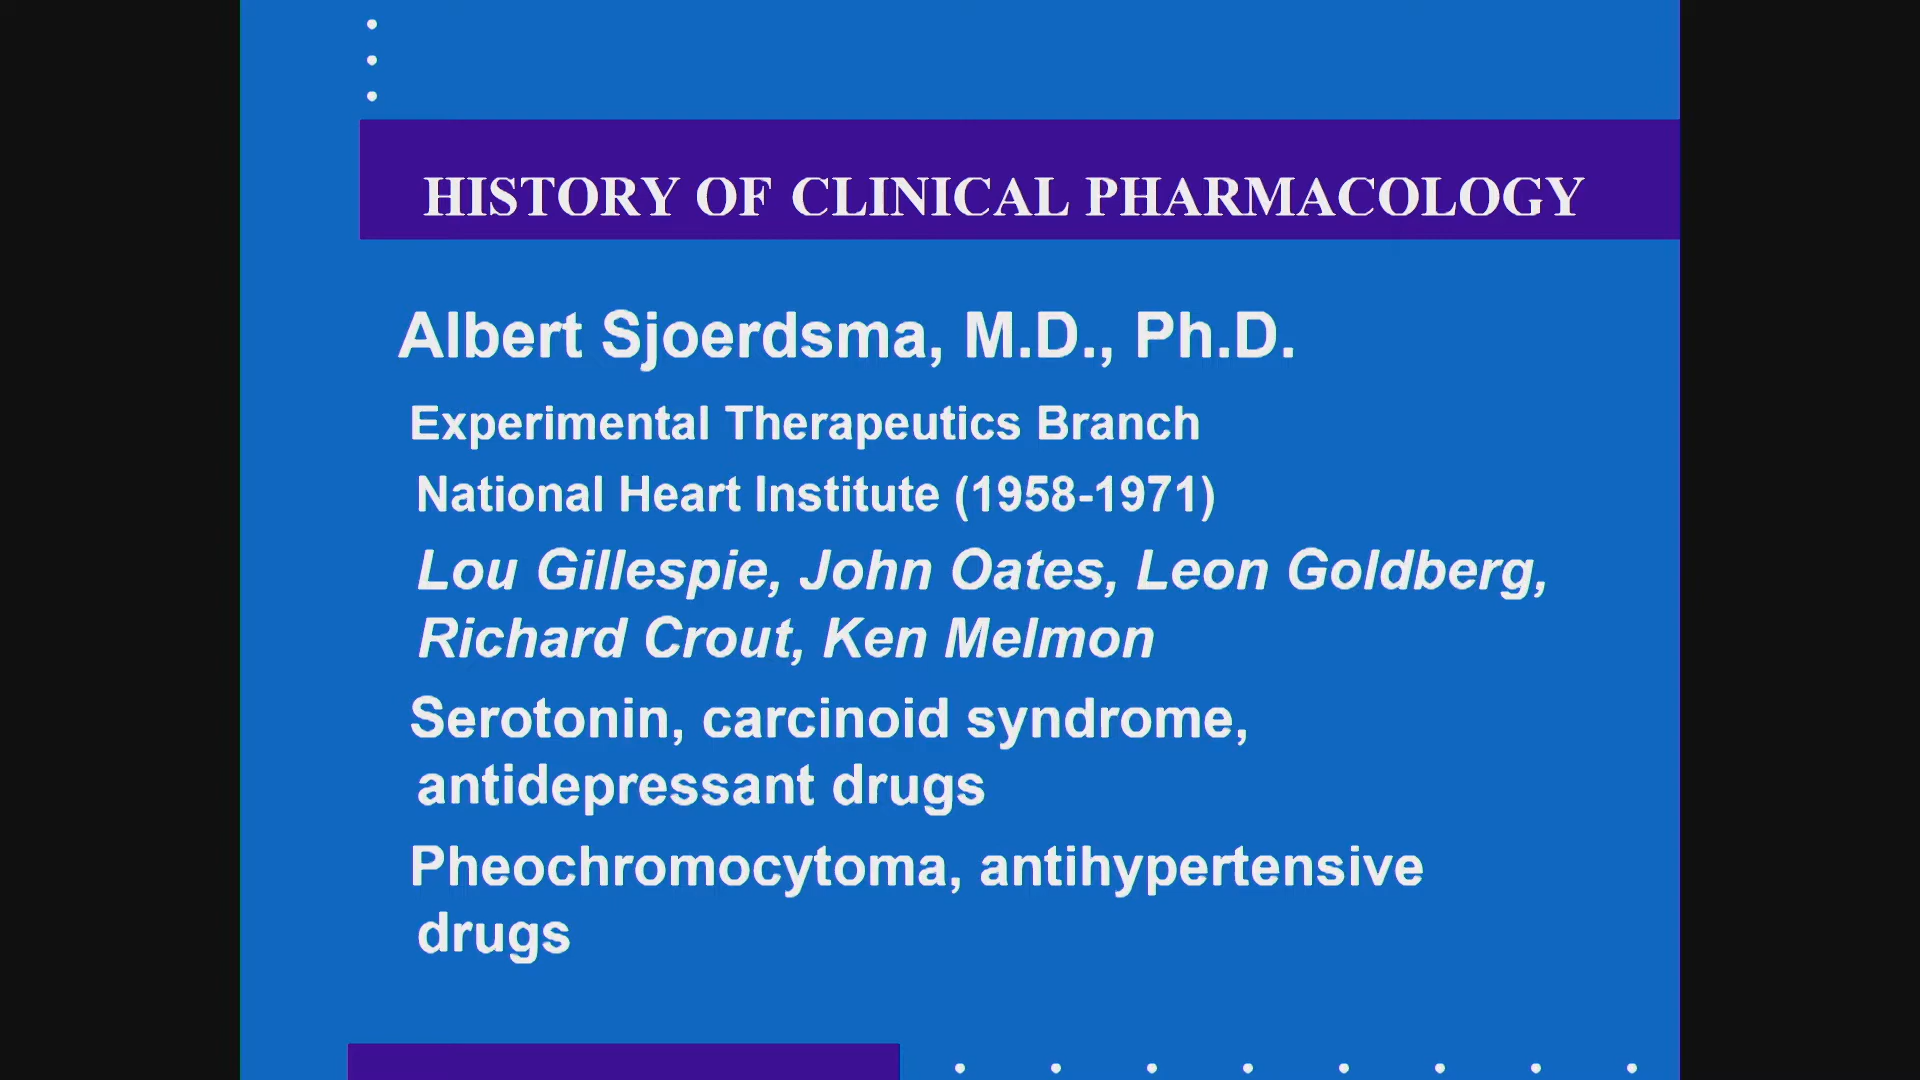 HISTORY OF CLINICAL PHARMACOLOGY
Albert Sjoerdsma, M.D., Ph.D.
Experimental Therapeutics Branch
National Heart Institute (1958-1971)
Lou Gillespie, John Oates, Leon Goldberg,
Richard Crout, Ken Melmon
Serotonin, carcinoid syndrome,
antidepressant drugs
Pheochromocytoma, antihypertensive
drugs